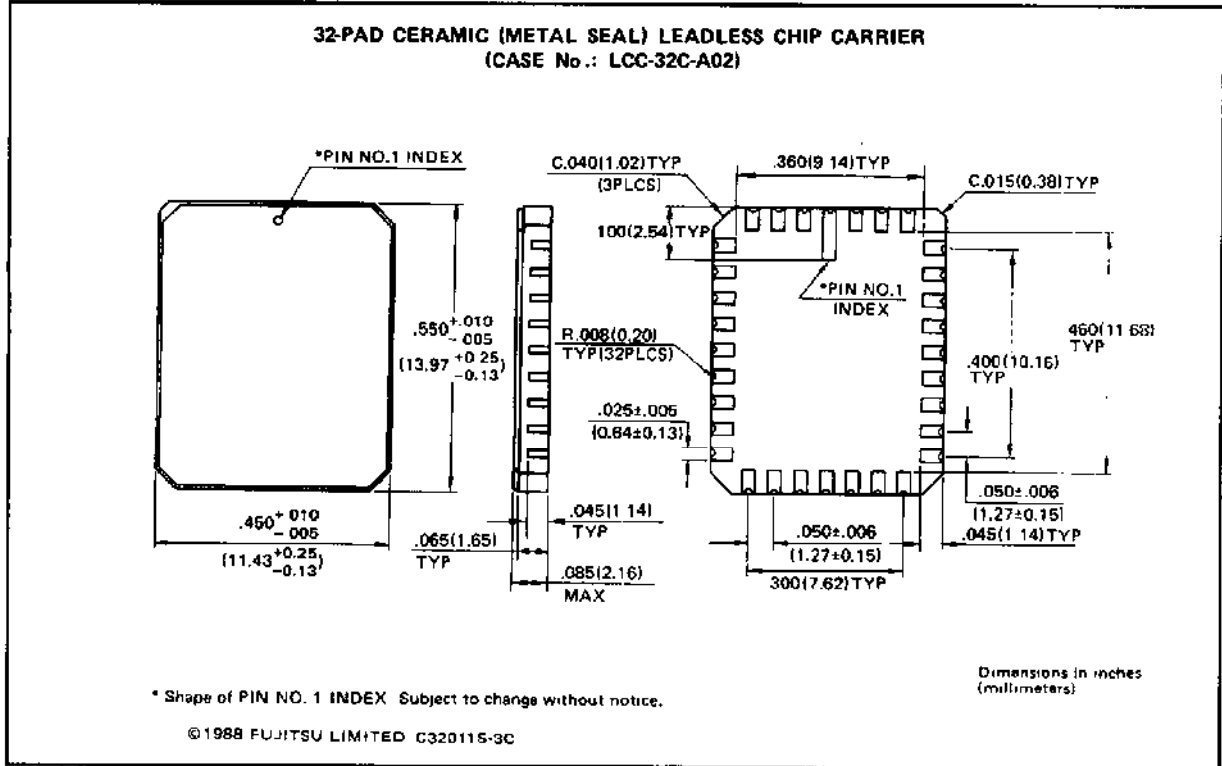 32-PAD CERAMIC (METAL SEAL) LEADLESS CHIP CARRIER
(CASE No.: LCC-32C-A02)
*PIN NO.1 INDEX
.550 +.010 -.005
(13.97 +0.25 -0.13)
.450 +.010 -.005
(11.43 +0.25 -0.13)
.065(1.65)
TYP
.045(1 14)
TYP
.085(2.16)
MAX
C.040(1.02)TYP
(3PLCS)
.360(9 14)TYP
C.015(0.38)TYP
100(2.54)TYP
*PIN NO.1
INDEX
R.008(0.20)
TYP(32PLCS)
.025±.005
(0.64±0.13)
460(11 68)
TYP
.400(10.16)
TYP
.050±.006
(1.27±0.15)
.045(1 14)TYP
.050±.006
(1.27±0.15)
300(7.62)TYP
Dimensions in inches
(millimeters)
* Shape of PIN NO. 1 INDEX Subject to change without notice.
©1988 FUJITSU LIMITED C32011S-3C